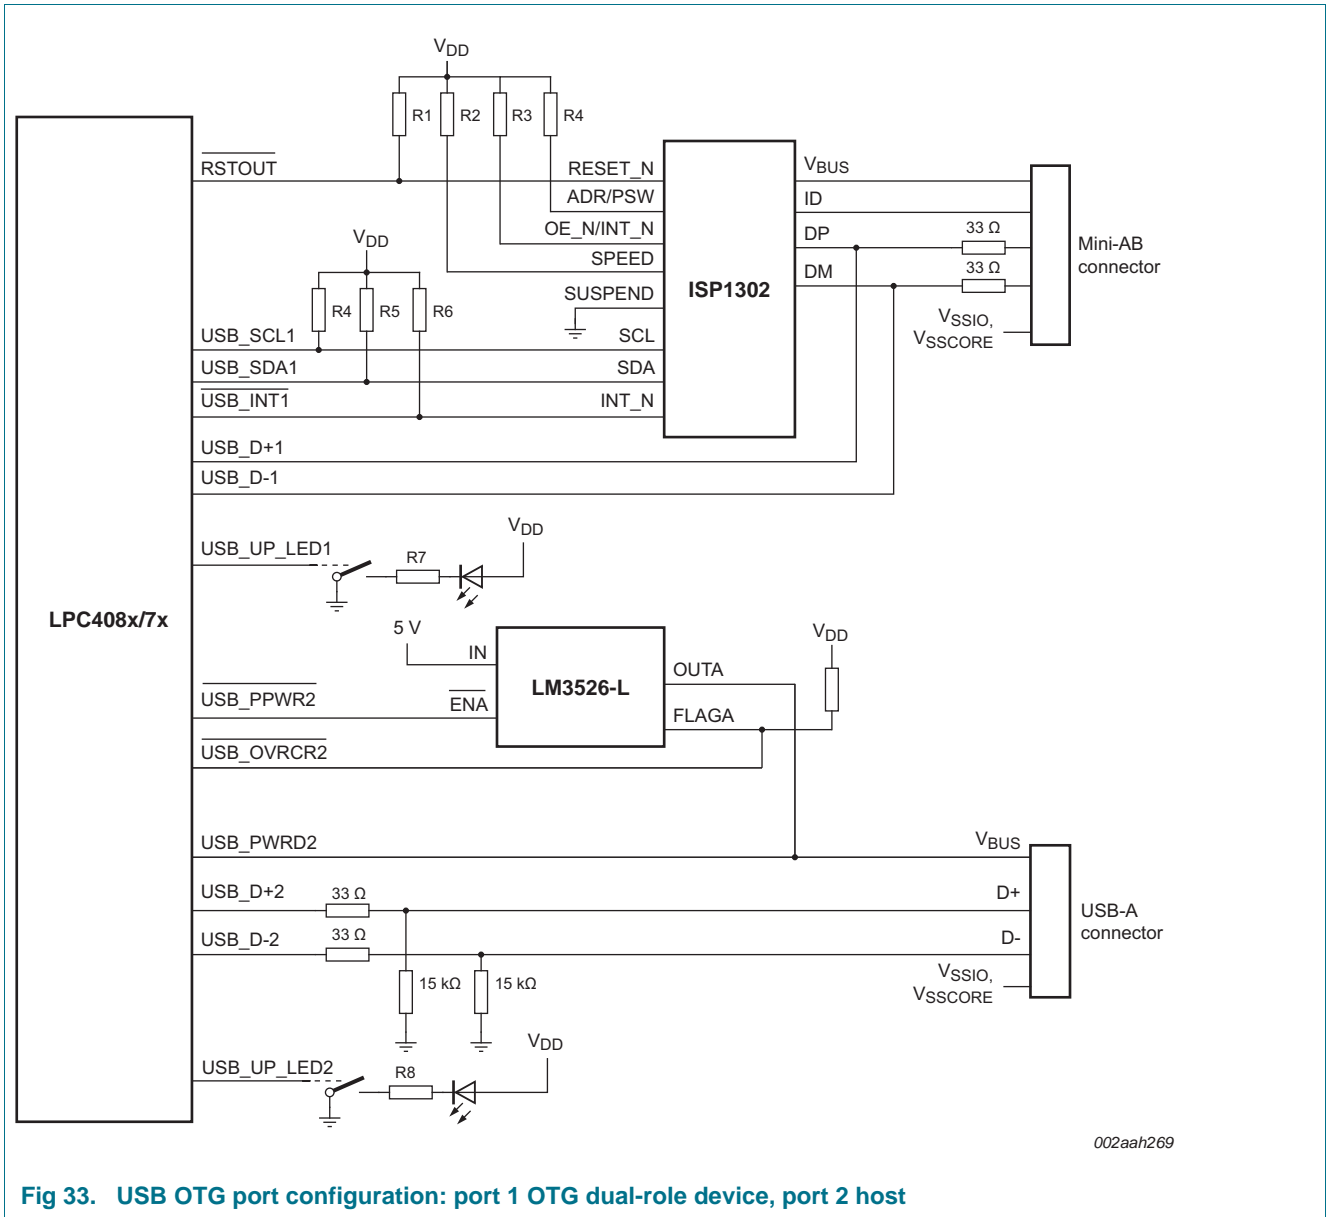 VDD
R1 R2 R3 R4
RSTOUT
RESET_N
ADR/PSW
OE_N/INT_N
SPEED
SUSPEND
SCL
SDA
INT_N
ISP1302
VBUS
ID
DP
DM
33 Ω
33 Ω
VSSIO,
VSSCORE
Mini-AB
connector
VDD
R4 R5 R6
USB_SCL1
USB_SDA1
USB_INT1
USB_D+1
USB_D-1
USB_UP_LED1
R7
VDD
LPC408x/7x
5 V
IN
ENA
LM3526-L
OUTA
FLAGA
VDD
USB_PPWR2
USB_OVRCR2
USB_PWRD2
USB_D+2
33 Ω
USB_D-2
33 Ω
15 kΩ
15 kΩ
VBUS
D+
D-
VSSIO,
VSSCORE
USB-A
connector
USB_UP_LED2
R8
VDD
002aah269
Fig 33. USB OTG port configuration: port 1 OTG dual-role device, port 2 host